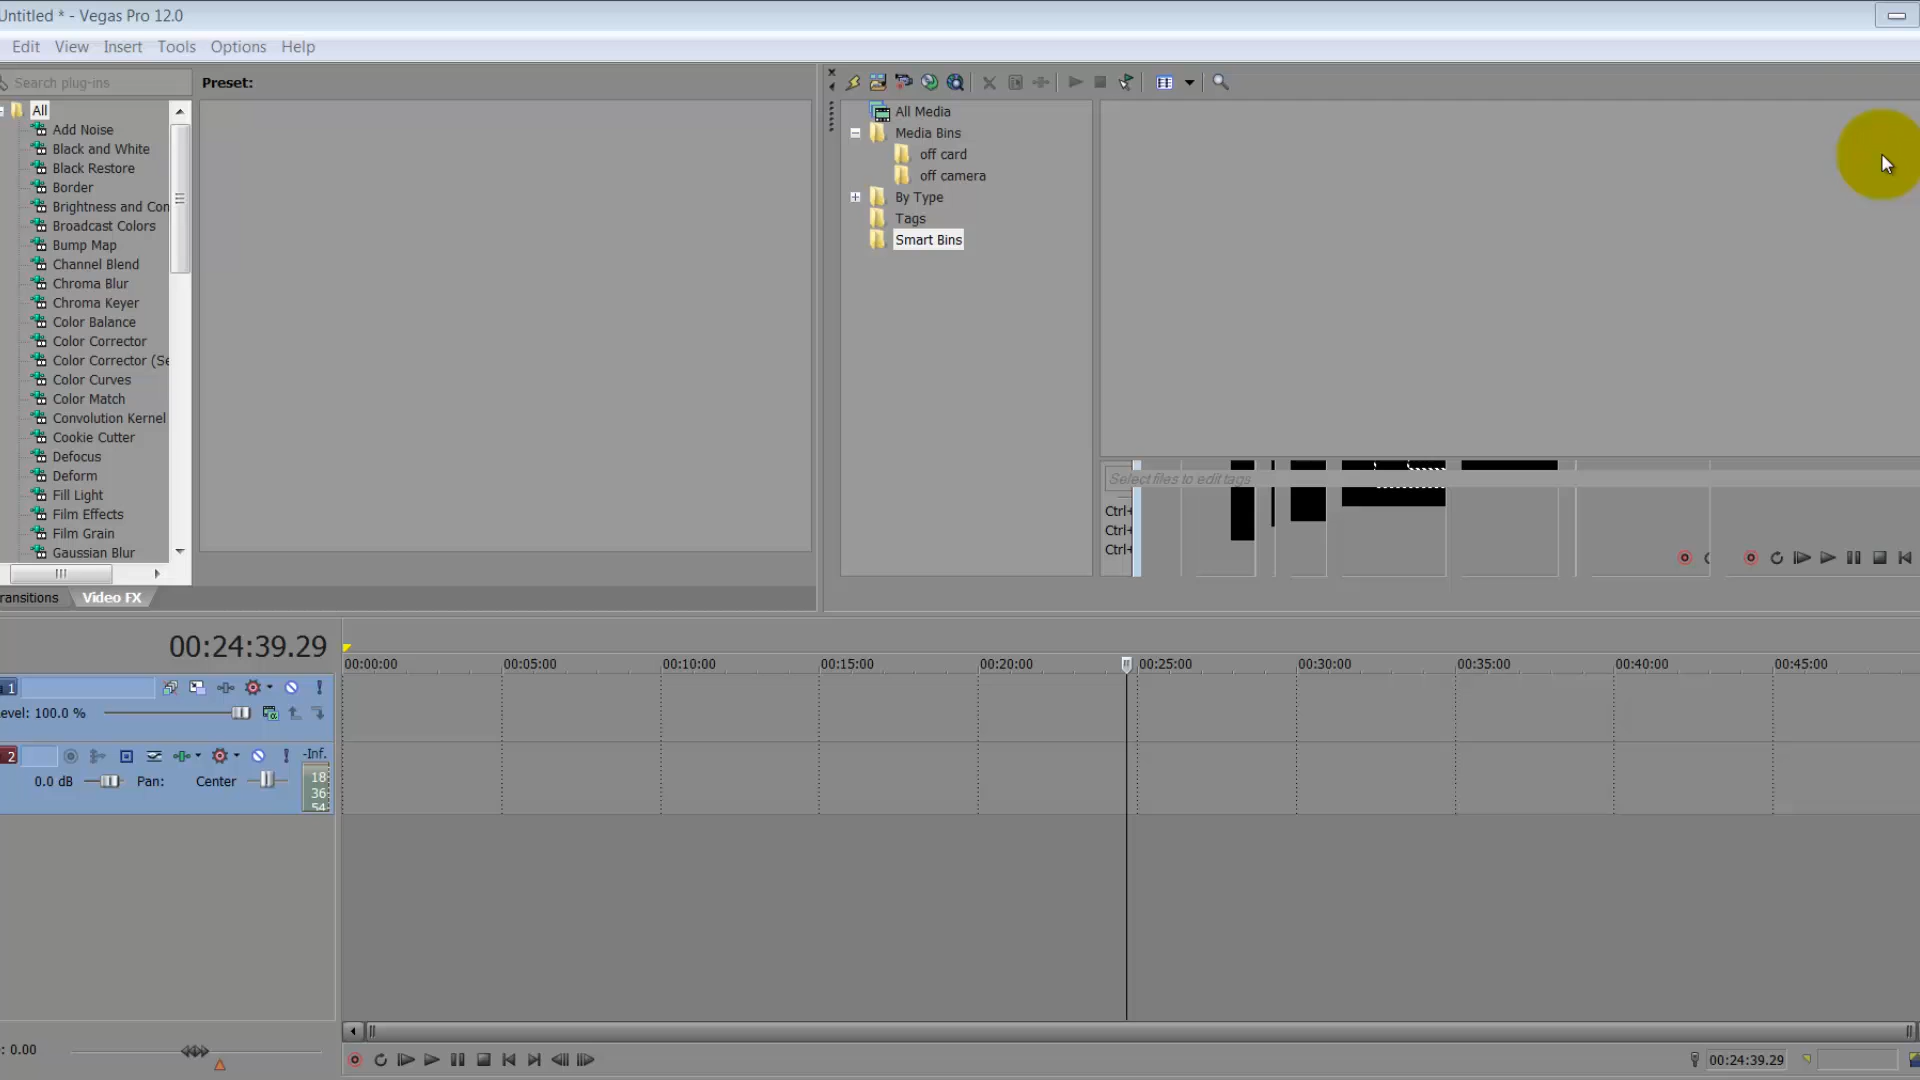 Untitled * - Vegas Pro 12.0
Edit View Insert Tools Options Help
Search plug-ins
Preset:
All
Add Noise
Black and White
Black Restore
Border
Brightness and Con
Broadcast Colors
Bump Map
Channel Blend
Chroma Blur
Chroma Keyer
Color Balance
Color Corrector
Color Corrector (Se
Color Curves
Color Match
Convolution Kernel
Cookie Cutter
Defocus
Deform
Fill Light
Film Effects
Film Grain
Gaussian Blur
ransitions Video FX
All Media
Media Bins
off card
off camera
By Type
Tags
Smart Bins
Select files to edit tags
Ctrl+
Ctrl+
Ctrl+
00:24:39.29
00:00:00 00:05:00 00:10:00 00:15:00 00:20:00 00:25:00 00:30:00 00:35:00 00:40:00 00:45:00
1
evel: 100.0 %
2 -Inf.
0.0 dB Pan: Center
18
36
54
: 0.00
00:24:39.29